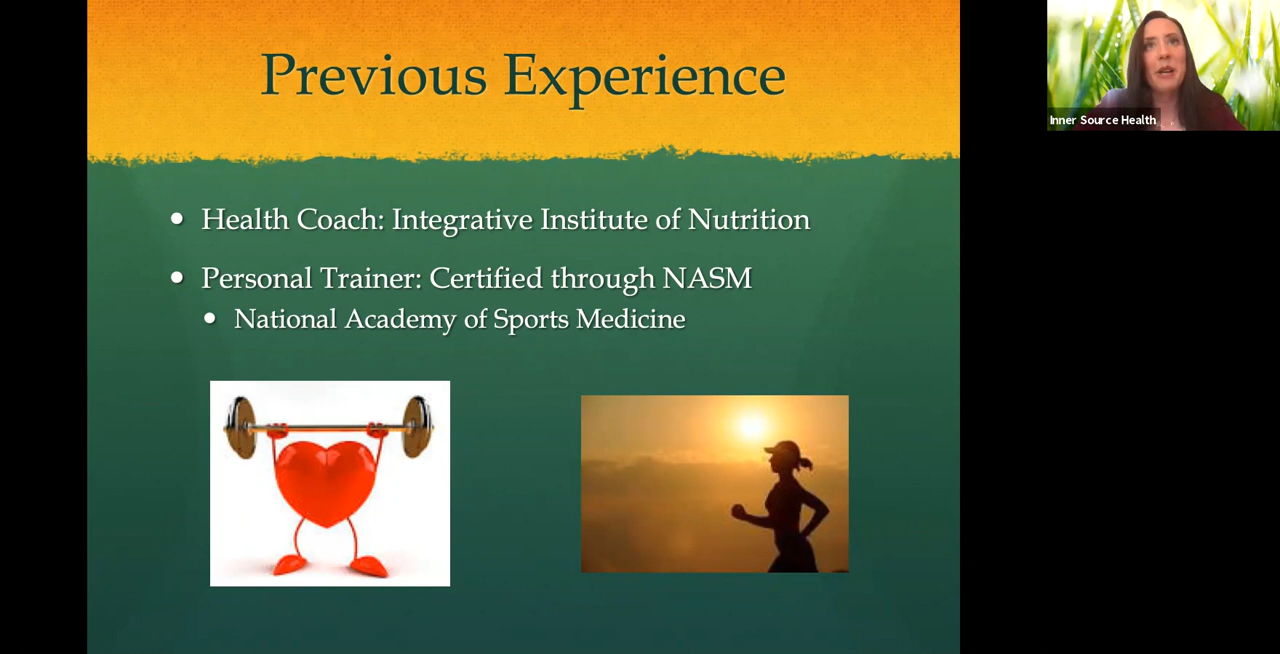 Previous Experience
Health Coach: Integrative Institute of Nutrition
Personal Trainer: Certified through NASM
National Academy of Sports Medicine
Inner Source Health